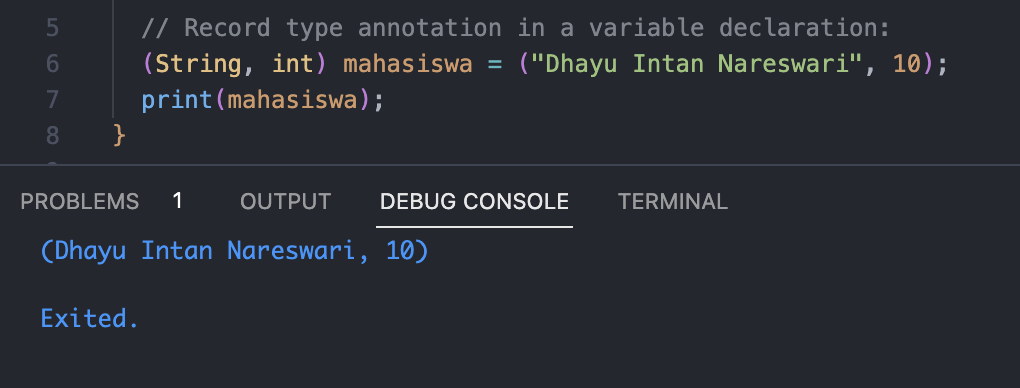 5 // Record type annotation in a variable declaration:
6 (String, int) mahasiswa = ("Dhayu Intan Nareswari", 10);
7 print(mahasiswa);
8 }
PROBLEMS 1 OUTPUT DEBUG CONSOLE TERMINAL
(Dhayu Intan Nareswari, 10)
Exited.